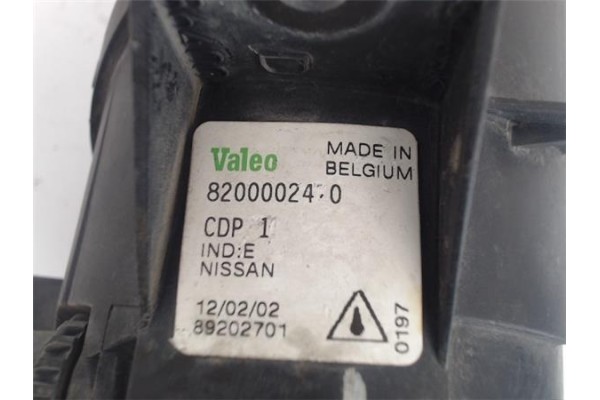 Valeo
MADE IN
BELGIUM
82000024-0
CDP 1
IND:E
NISSAN
12/02/02
89202701
0197